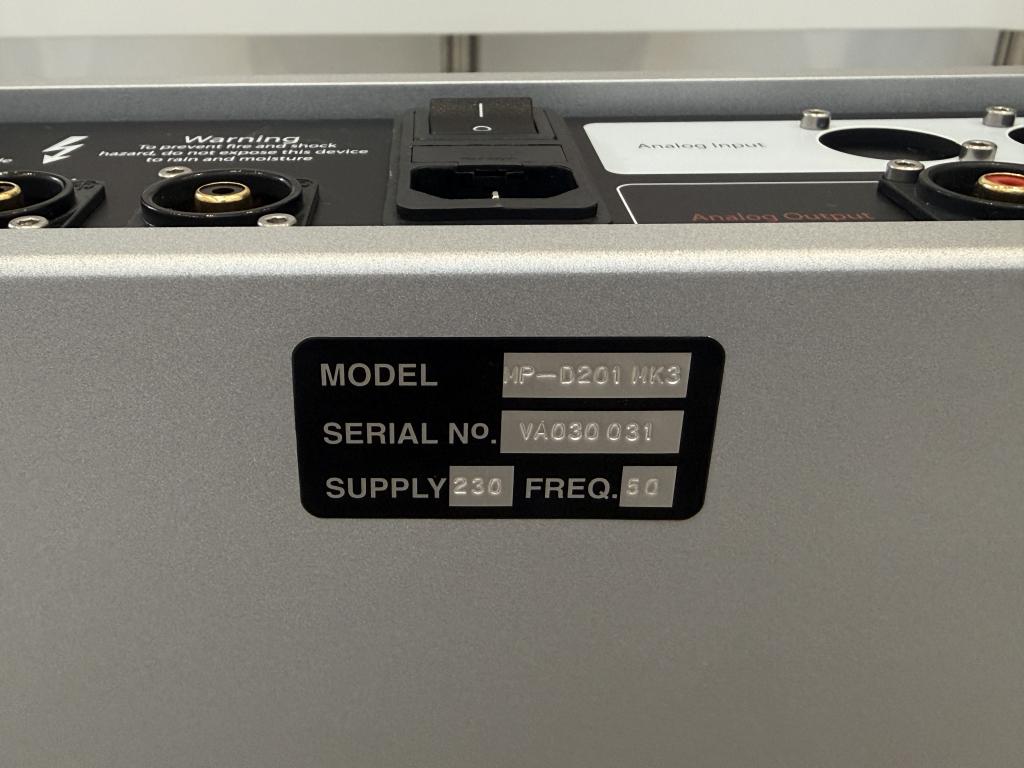 Warning
To prevent fire and shock
hazard, do not expose this device
to rain and moisture
Analog Input
Analog Output
MODEL MP-D201 MK3
SERIAL No. VA030 031
SUPPLY 230 FREQ. 50